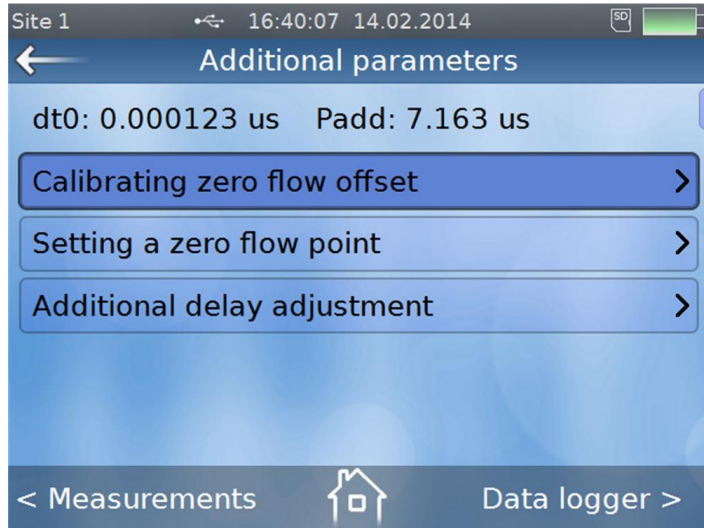 Site 1 16:40:07 14.02.2014 SD
Additional parameters
dt0: 0.000123 us Padd: 7.163 us
Calibrating zero flow offset
Setting a zero flow point
Additional delay adjustment
< Measurements Data logger >